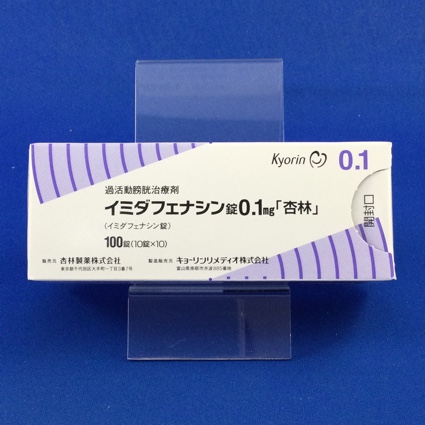 Kyorin 0.1
過活動膀胱治療剤
イミダフェナシン錠0.1mg「杏林」
(イミダフェナシン錠)
100錠(10錠×10)
開封口
販売元 杏林製薬株式会社
製造販売元 キョーリンリメディオ株式会社